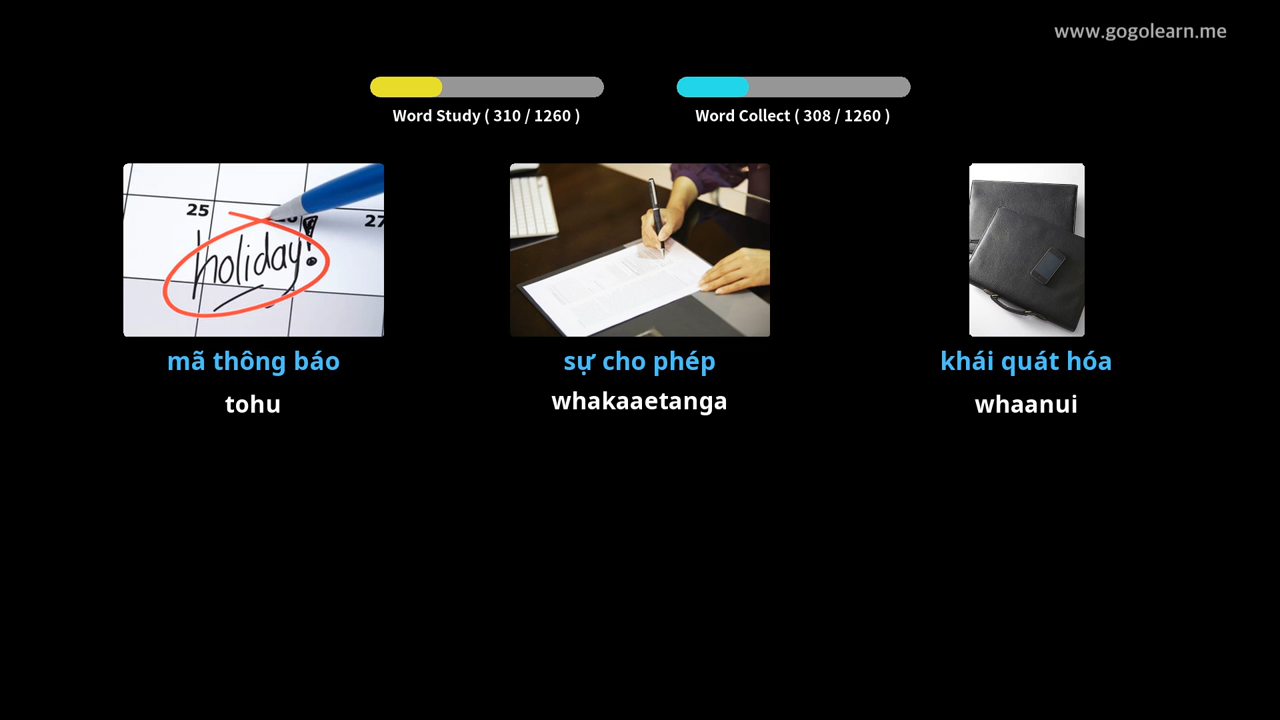 www.gogolearn.me
Word Study ( 310 / 1260 )
Word Collect ( 308 / 1260 )
25
27
holiday!
mã thông báo
sự cho phép
khái quát hóa
tohu
whakaaetanga
whaanui